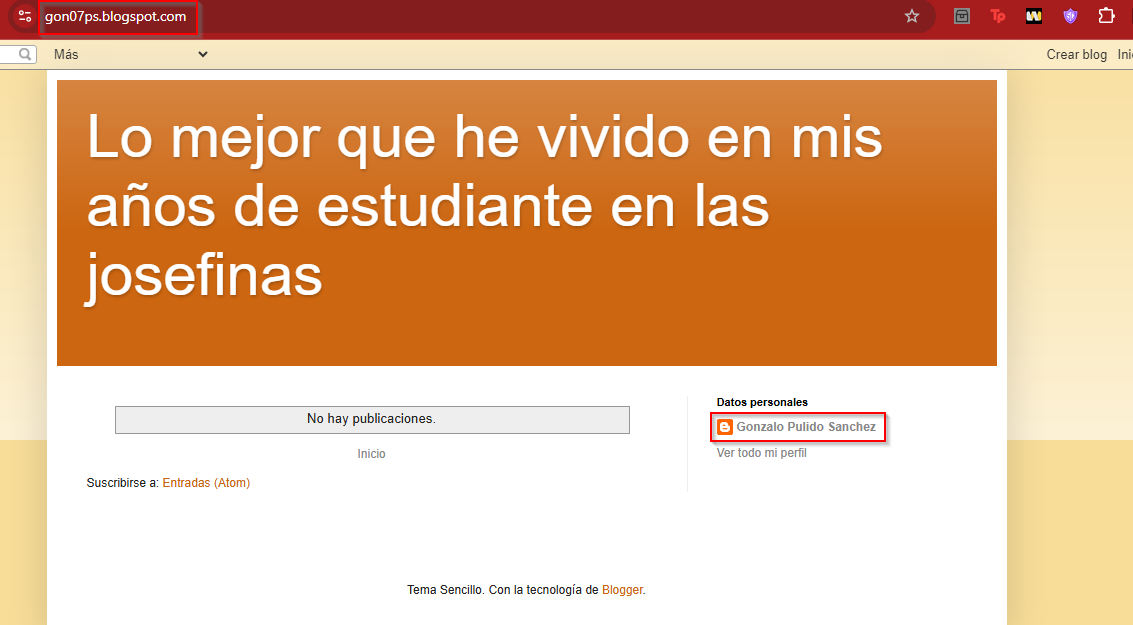 gon07ps.blogspot.com
Más
Crear blog
Lo mejor que he vivido en mis
años de estudiante en las
josefinas
No hay publicaciones.
Inicio
Suscribirse a: Entradas (Atom)
Datos personales
Gonzalo Pulido Sanchez
Ver todo mi perfil
Tema Sencillo. Con la tecnología de Blogger.